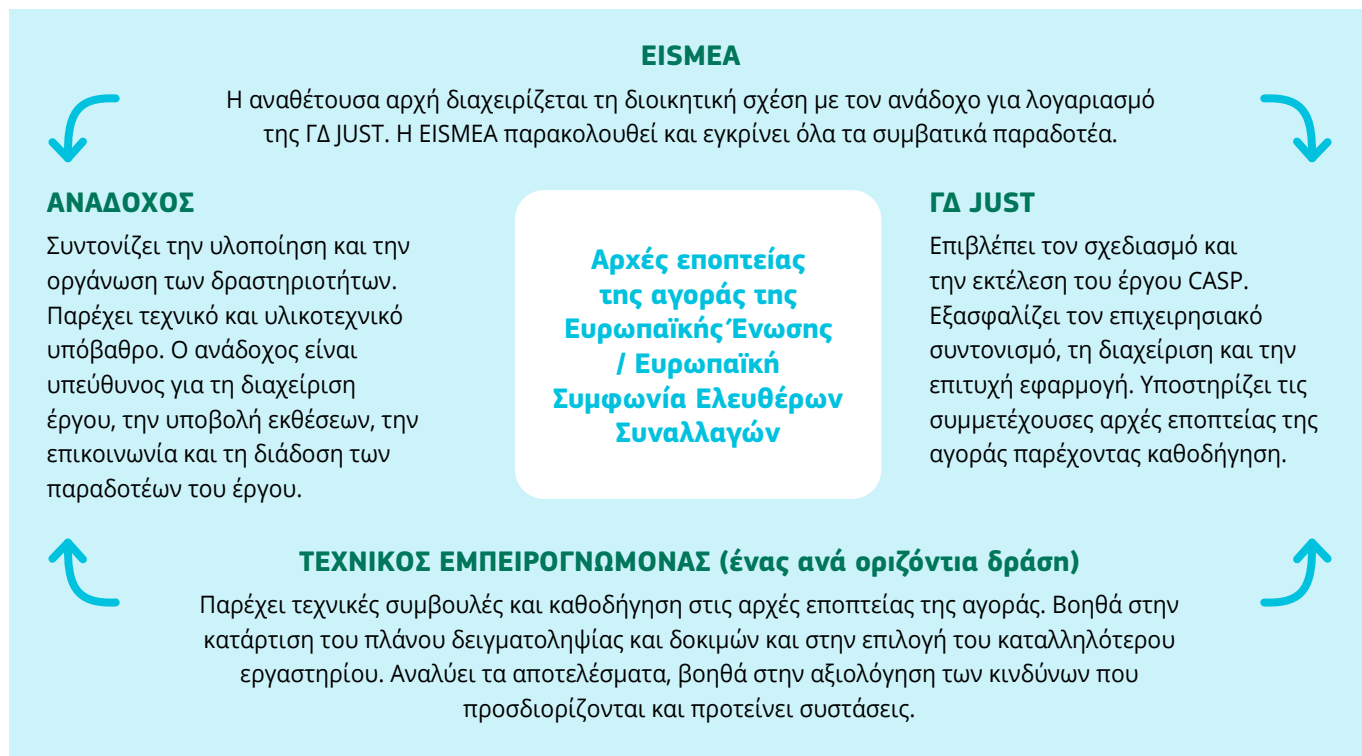 EISMEA
Η αναθέτουσα αρχή διαχειρίζεται τη διοικητική σχέση με τον ανάδοχο για λογαριασμό
της ΓΔ JUST. Η EISMEA παρακολουθεί και εγκρίνει όλα τα συμβατικά παραδοτέα.
ΑΝΑΔΟΧΟΣ
Συντονίζει την υλοποίηση και την
οργάνωση των δραστηριοτήτων.
Παρέχει τεχνικό και υλικοτεχνικό
υπόβαθρο. Ο ανάδοχος είναι
υπεύθυνος για τη διαχείριση
έργου, την υποβολή εκθέσεων, την
επικοινωνία και τη διάδοση των
παραδοτέων του έργου.
Αρχές εποπτείας
της αγοράς της
Ευρωπαϊκής Ένωσης
/ Ευρωπαϊκή
Συμφωνία Ελευθέρων
Συναλλαγών
ΓΔ JUST
Επιβλέπει τον σχεδιασμό και
την εκτέλεση του έργου CASP.
Εξασφαλίζει τον επιχειρησιακό
συντονισμό, τη διαχείριση και την
επιτυχή εφαρμογή. Υποστηρίζει τις
συμμετέχουσες αρχές εποπτείας της
αγοράς παρέχοντας καθοδήγηση.
ΤΕΧΝΙΚΟΣ ΕΜΠΕΙΡΟΓΝΩΜΟΝΑΣ (ένας ανά οριζόντια δράση)
Παρέχει τεχνικές συμβουλές και καθοδήγηση στις αρχές εποπτείας της αγοράς. Βοηθά στην
κατάρτιση του πλάνου δειγματοληψίας και δοκιμών και στην επιλογή του καταλληλότερου
εργαστηρίου. Αναλύει τα αποτελέσματα, βοηθά στην αξιολόγηση των κινδύνων που
προσδιορίζονται και προτείνει συστάσεις.